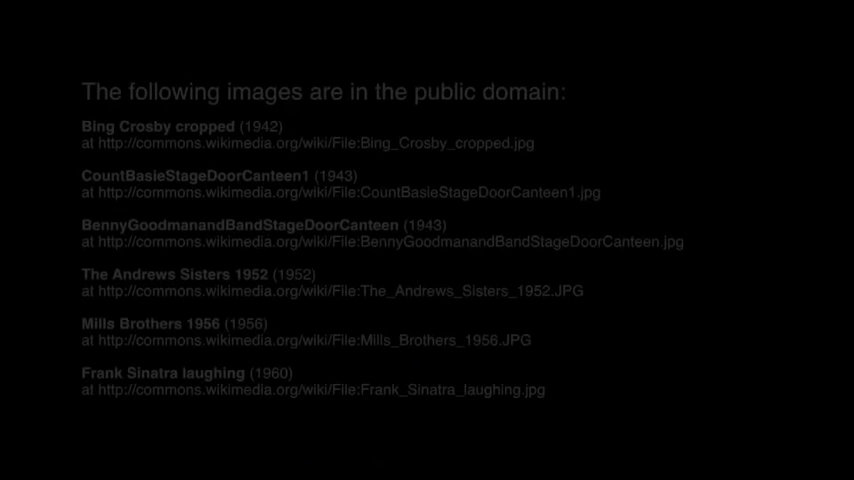 The following images are in the public domain:
Bing Crosby cropped (1942)
at http://commons.wikimedia.org/wiki/File:Bing_Crosby_cropped.jpg
CountBasieStageDoorCanteen1 (1943)
at http://commons.wikimedia.org/wiki/File:CountBasieStageDoorCanteen1.jpg
BennyGoodmanandBandStageDoorCanteen (1943)
at http://commons.wikimedia.org/wiki/File:BennyGoodmanandBandStageDoorCanteen.jpg
The Andrews Sisters 1952 (1952)
at http://commons.wikimedia.org/wiki/File:The_Andrews_Sisters_1952.JPG
Mills Brothers 1956 (1956)
at http://commons.wikimedia.org/wiki/File:Mills_Brothers_1956.JPG
Frank Sinatra laughing (1960)
at http://commons.wikimedia.org/wiki/File:Frank_Sinatra_laughing.jpg